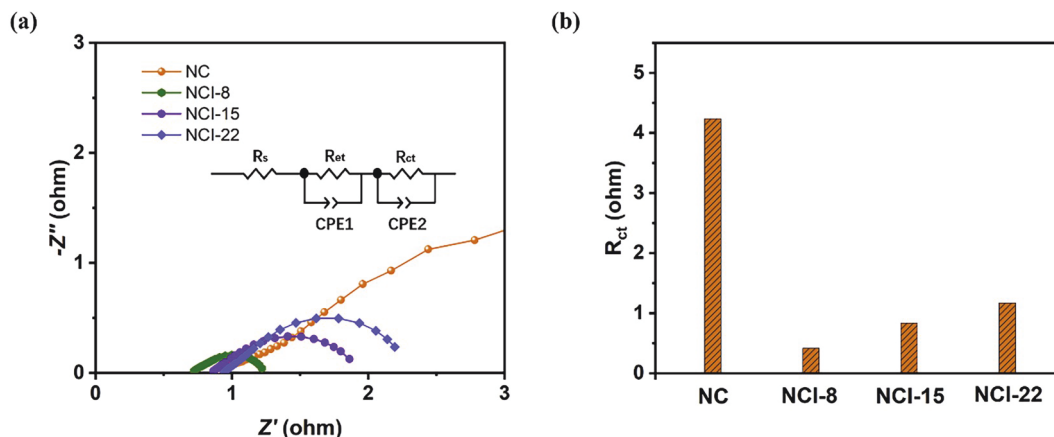 (a)
3
2
1
0
-Z″ (ohm)
NC
NCI-8
NCI-15
NCI-22
Rs Ret Rct
CPE1 CPE2
0 1 2 3
Z′ (ohm)
(b)
5
4
3
2
1
0
Rct (ohm)
NC NCI-8 NCI-15 NCI-22